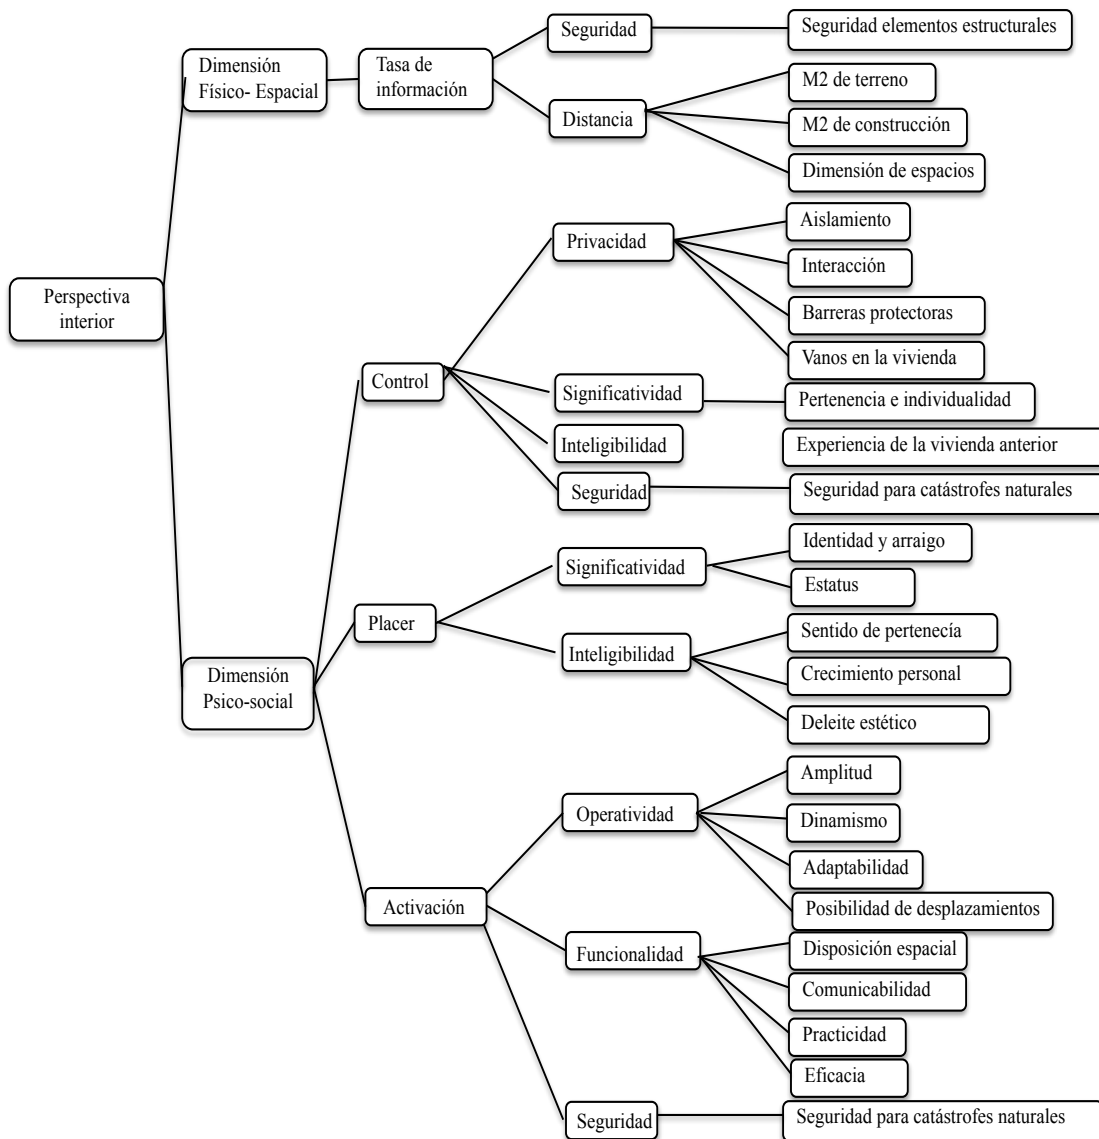 Perspectiva
interior
Dimensión
Físico- Espacial
Tasa de
información
Seguridad
Seguridad elementos estructurales
Distancia
M2 de terreno
M2 de construcción
Dimensión de espacios
Dimensión
Psico-social
Control
Privacidad
Aislamiento
Interacción
Barreras protectoras
Vanos en la vivienda
Significatividad
Pertenencia e individualidad
Inteligibilidad
Experiencia de la vivienda anterior
Seguridad
Seguridad para catástrofes naturales
Placer
Significatividad
Identidad y arraigo
Estatus
Inteligibilidad
Sentido de pertenecía
Crecimiento personal
Deleite estético
Activación
Operatividad
Amplitud
Dinamismo
Adaptabilidad
Posibilidad de desplazamientos
Funcionalidad
Disposición espacial
Comunicabilidad
Practicidad
Eficacia
Seguridad
Seguridad para catástrofes naturales